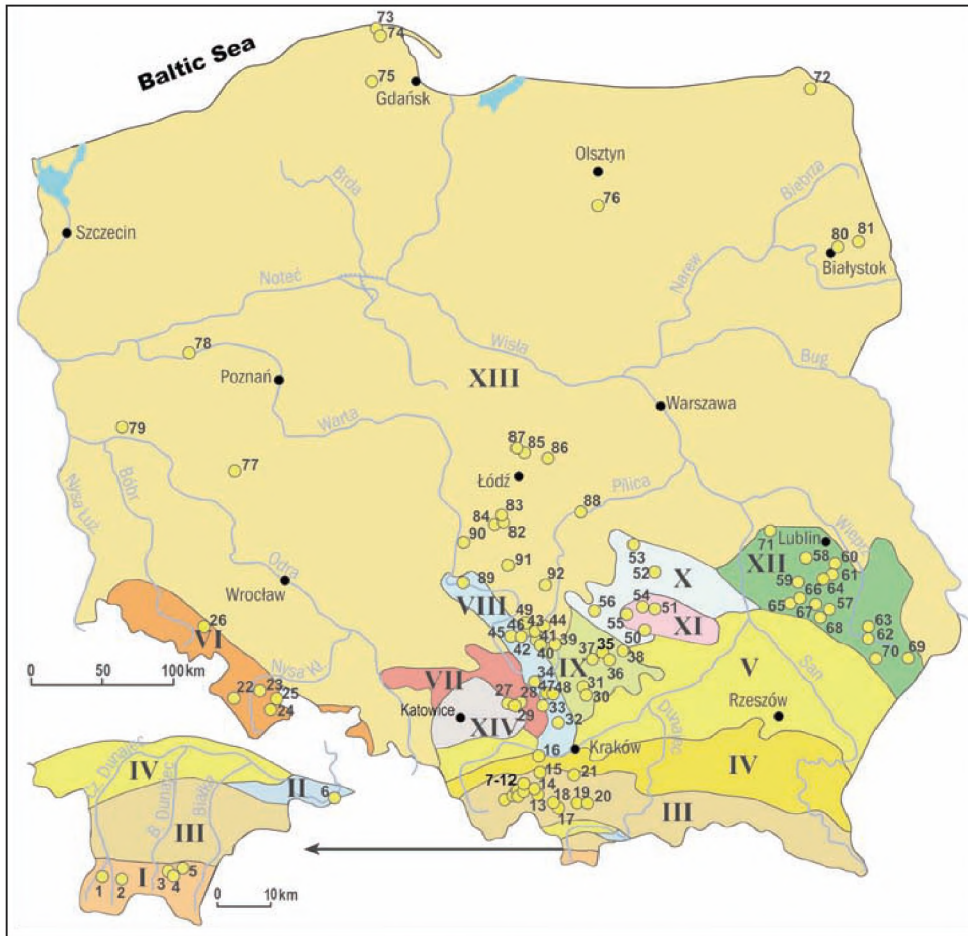 73
74
Baltic Sea
75
Gdańsk
72
Olsztyn
Brda
Biebrza
76
80
81
Szczecin
Białystok
Noteć
Narew
Wisła
Bug
78
Poznań
XIII
Warszawa
Warta
79
87
85
86
77
Łódź
Pilica
Nysa Łuż.
Bóbr
83
88
84
82
Wieprz
71
Lublin
90
53
58
60
91
52
X
XII
Odra
92
59
61
Wrocław
89
64
VIII
56
54
51
66
57
49
65
67
26
46
43
44
55
XI
68
63
VI
45
41
39
50
62
42
40
35
37
38
70
69
IX
36
V
San
Nysa Kł.
34
0
50
100 km
VII
27
28
47
48
31
30
22
23
25
Katowice
29
33
Rzeszów
24
XIV
32
Dunajec
Kraków
16
IV
Cz. Dunajec
15
21
IV
II
7-12
14
6
B. Dunajec
Białka
13
18
19
20
III
III
17
I
5
1
2
3
4
0
10 km